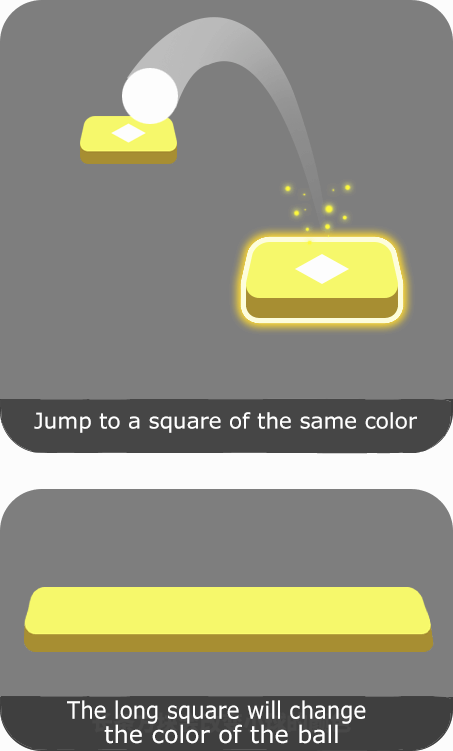 Jump to a square of the same color
The long square will change
the color of the ball